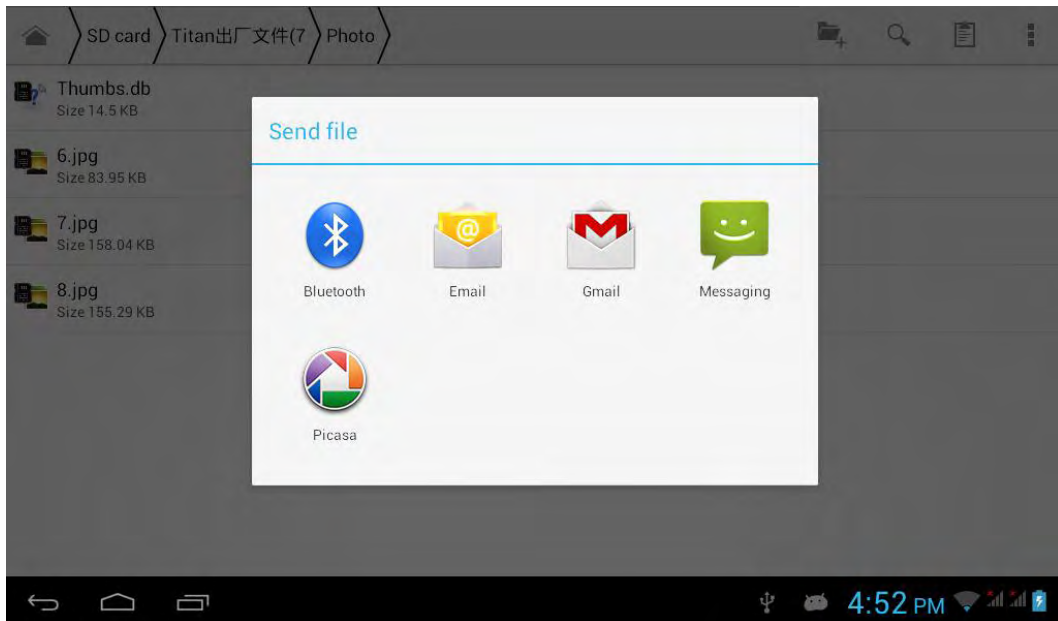 SD card Titan出厂文件(7 Photo
Thumbs.db
Size 14.5 KB
6.jpg
Size 83.95 KB
7.jpg
Size 158.04 KB
8.jpg
Size 155.29 KB
Send file
Bluetooth Email Gmail Messaging
Picasa
4:52 PM